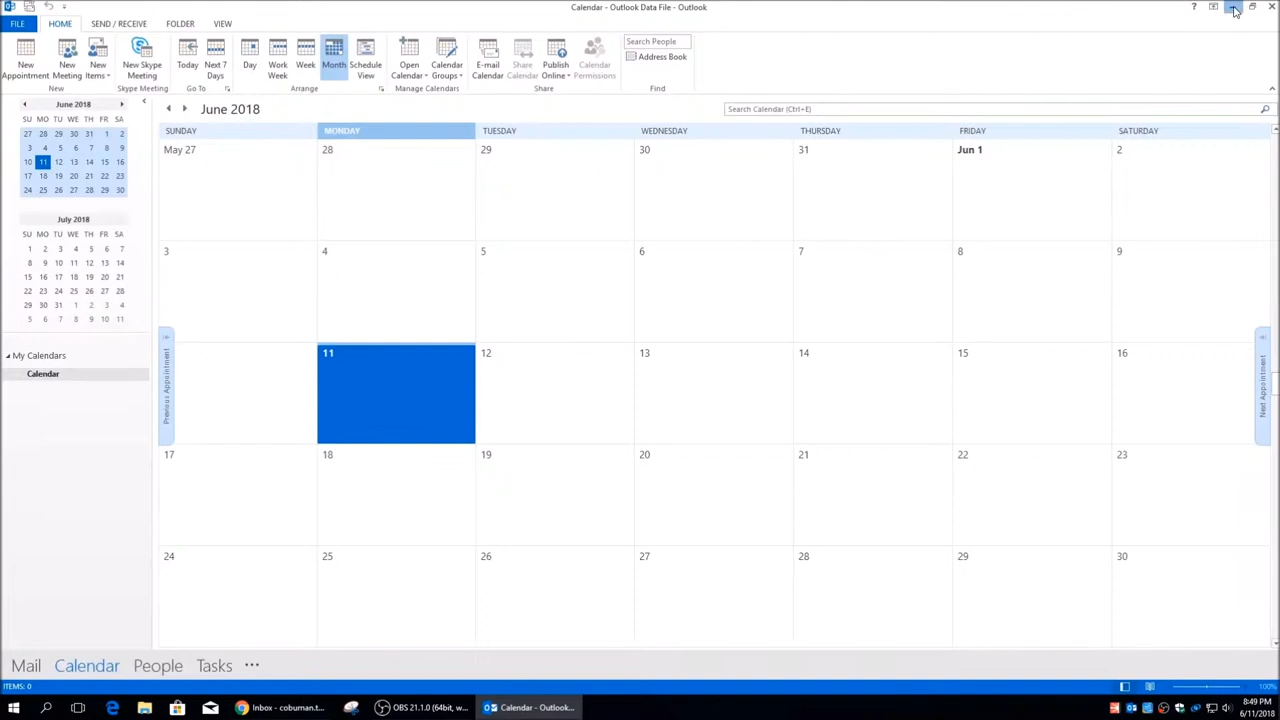 Calendar - Outlook Data File - Outlook
?
FILE HOME SEND / RECEIVE FOLDER VIEW
New Appointment
New Meeting
New Items
New Skype Meeting
Today
Next 7 Days
Day
Work Week
Week
Month
Schedule View
Open Calendar
Calendar Groups
E-mail Calendar
Share Calendar
Publish Online
Calendar Permissions
Search People
Address Book
New Skype Meeting Go To Arrange Manage Calendars Share Find
June 2018
SU MO TU WE TH FR SA
27 28 29 30 31 1 2
3 4 5 6 7 8 9
10 11 12 13 14 15 16
17 18 19 20 21 22 23
24 25 26 27 28 29 30
July 2018
SU MO TU WE TH FR SA
1 2 3 4 5 6 7
8 9 10 11 12 13 14
15 16 17 18 19 20 21
22 23 24 25 26 27 28
29 30 31 1 2 3 4
5 6 7 8 9 10 11
My Calendars
Calendar
June 2018
Search Calendar (Ctrl+E)
SUNDAY MONDAY TUESDAY WEDNESDAY THURSDAY FRIDAY SATURDAY
May 27 28 29 30 31 Jun 1 2
3 4 5 6 7 8 9
11 12 13 14 15 16
17 18 19 20 21 22 23
24 25 26 27 28 29 30
Previous Appointment
Next Appointment
Mail Calendar People Tasks ...
ITEMS: 0
100%
Inbox - cobuman.t...
OBS 21.1.0 (64bit, w...
Calendar - Outlook...
8:49 PM
6/11/2018